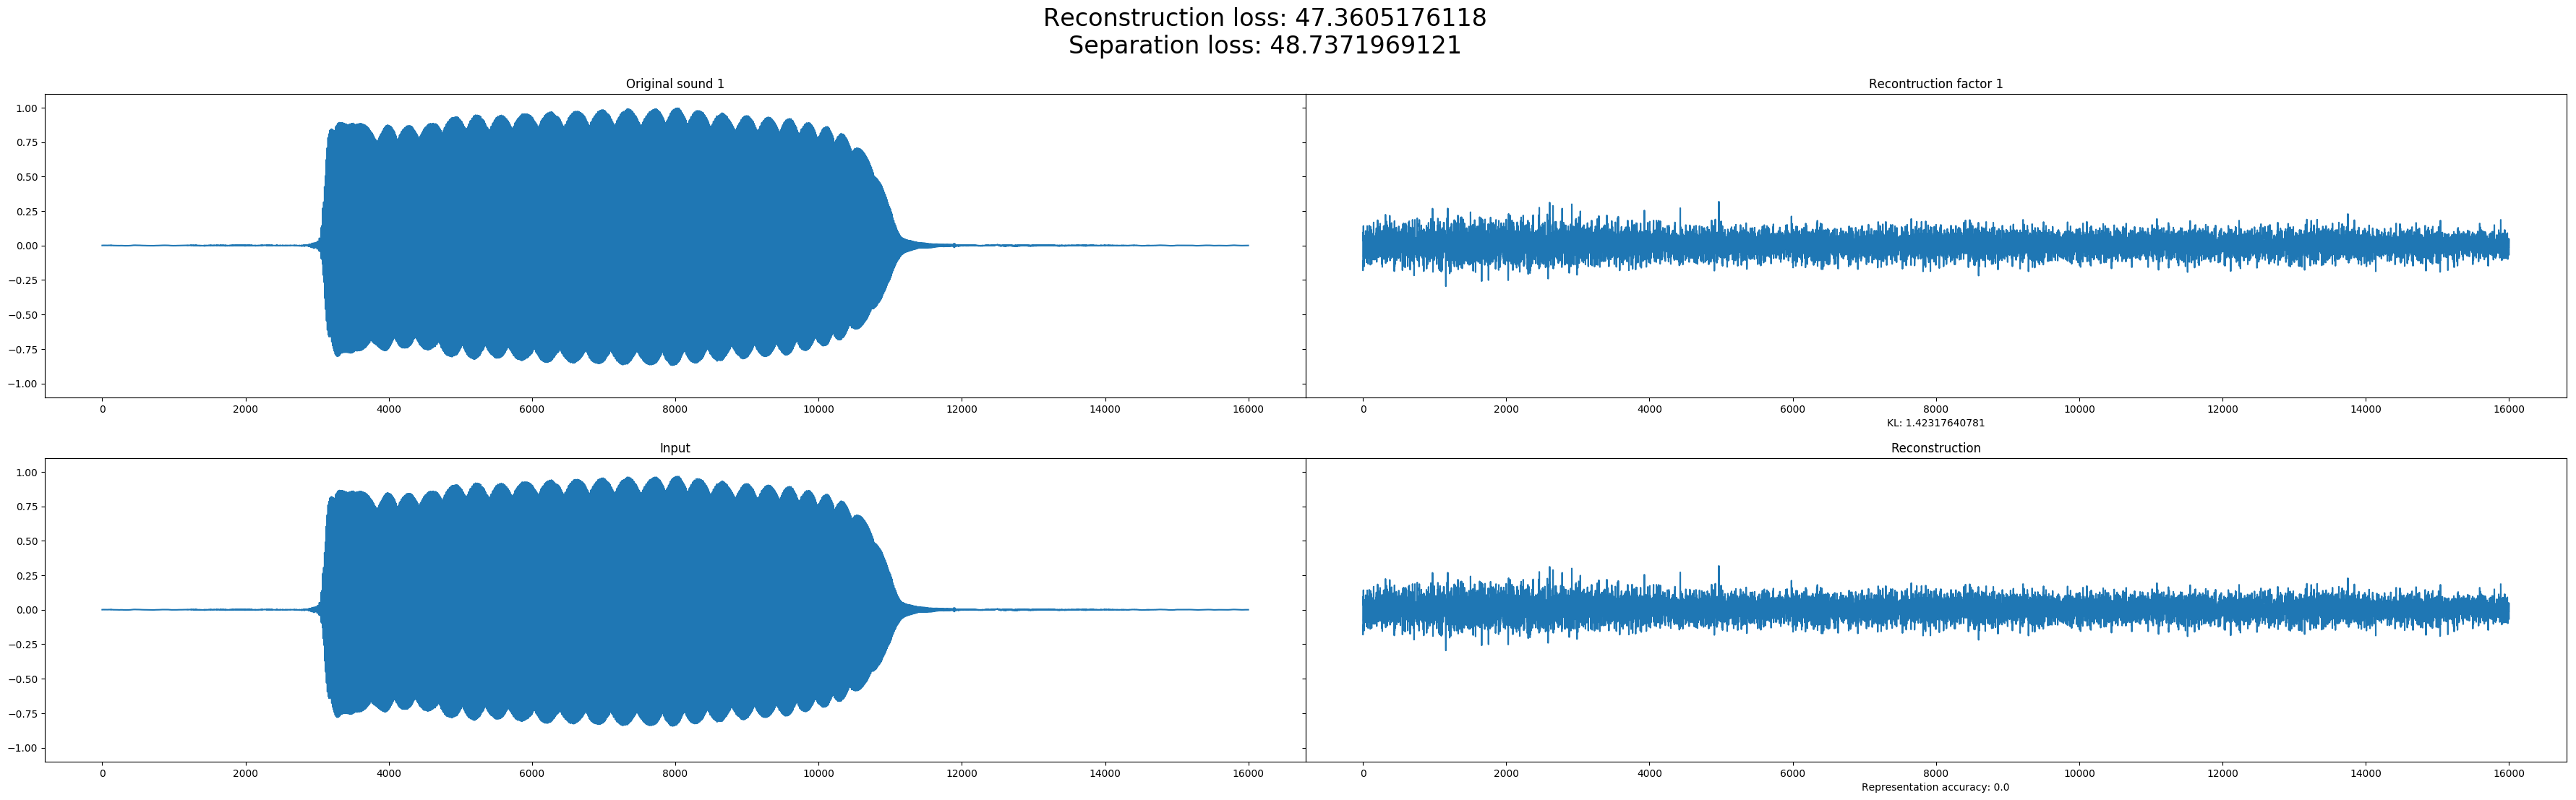 Reconstruction loss: 47.3605176118
Separation loss: 48.7371969121
Original sound 1
Recontruction factor 1
1.00
0.75
0.50
0.25
0.00
−0.25
−0.50
−0.75
−1.00
0 2000 4000 6000 8000 10000 12000 14000 16000
0 2000 4000 6000 8000 10000 12000 14000 16000
KL: 1.42317640781
Input
Reconstruction
1.00
0.75
0.50
0.25
0.00
−0.25
−0.50
−0.75
−1.00
0 2000 4000 6000 8000 10000 12000 14000 16000
0 2000 4000 6000 8000 10000 12000 14000 16000
Representation accuracy: 0.0